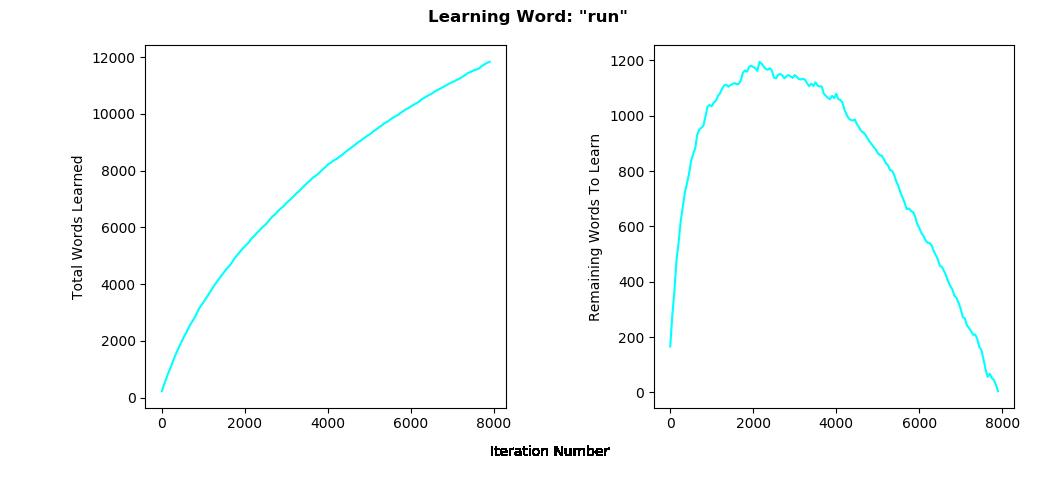 Learning Word: "run"
Total Words Learned
12000
10000
8000
6000
4000
2000
0
0 2000 4000 6000 8000
Remaining Words To Learn
1200
1000
800
600
400
200
0
0 2000 4000 6000 8000
Iteration Number